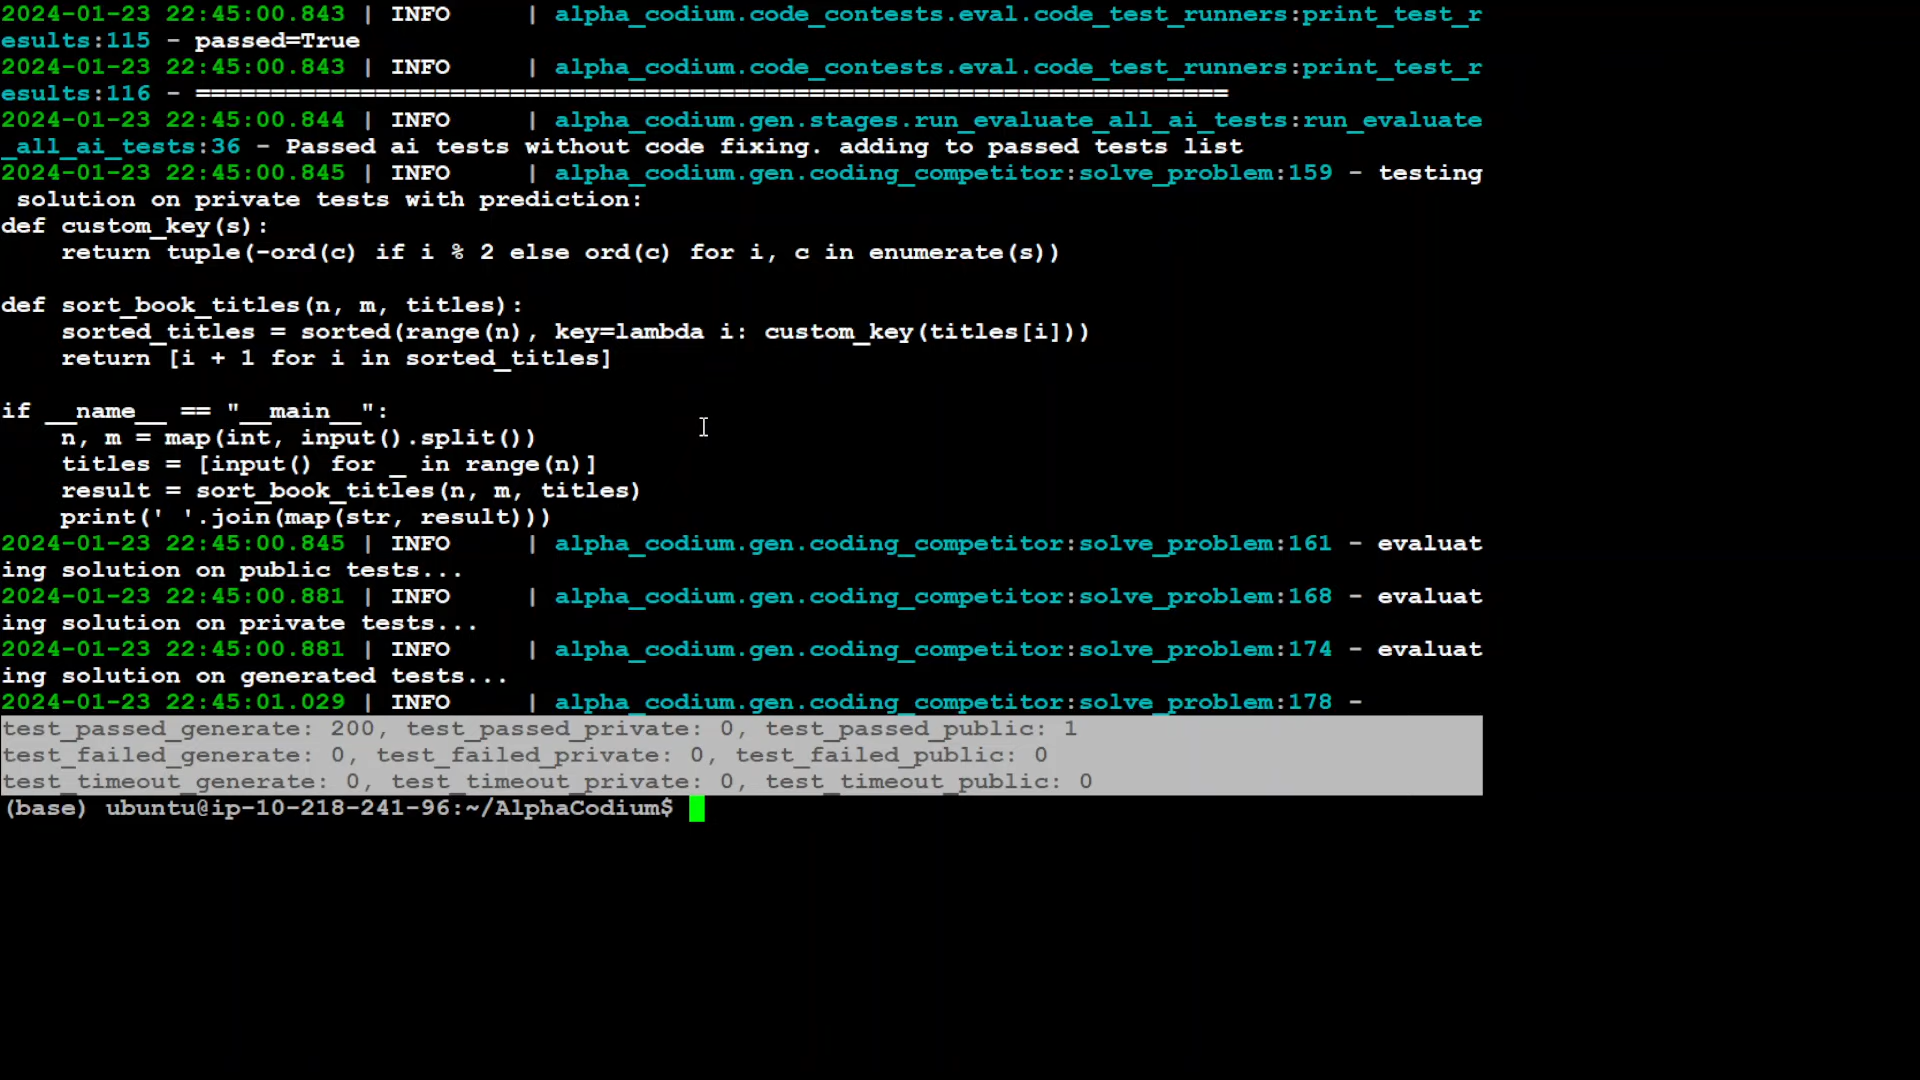 2024-01-23 22:45:00.843 | INFO     | alpha_codium.code_contests.eval.code_test_runners:print_test_r
esults:115 - passed=True
2024-01-23 22:45:00.843 | INFO     | alpha_codium.code_contests.eval.code_test_runners:print_test_r
esults:116 - =====================================================================
2024-01-23 22:45:00.844 | INFO     | alpha_codium.gen.stages.run_evaluate_all_ai_tests:run_evaluate
_all_ai_tests:36 - Passed ai tests without code fixing. adding to passed tests list
2024-01-23 22:45:00.845 | INFO     | alpha_codium.gen.coding_competitor:solve_problem:159 - testing
 solution on private tests with prediction:
def custom_key(s):
    return tuple(-ord(c) if i % 2 else ord(c) for i, c in enumerate(s))

def sort_book_titles(n, m, titles):
    sorted_titles = sorted(range(n), key=lambda i: custom_key(titles[i]))
    return [i + 1 for i in sorted_titles]

if __name__ == "__main__":
    n, m = map(int, input().split())
    titles = [input() for _ in range(n)]
    result = sort_book_titles(n, m, titles)
    print(' '.join(map(str, result)))
2024-01-23 22:45:00.845 | INFO     | alpha_codium.gen.coding_competitor:solve_problem:161 - evaluat
ing solution on public tests...
2024-01-23 22:45:00.881 | INFO     | alpha_codium.gen.coding_competitor:solve_problem:168 - evaluat
ing solution on private tests...
2024-01-23 22:45:00.881 | INFO     | alpha_codium.gen.coding_competitor:solve_problem:174 - evaluat
ing solution on generated tests...
2024-01-23 22:45:01.029 | INFO     | alpha_codium.gen.coding_competitor:solve_problem:178 -
test_passed_generate: 200, test_passed_private: 0, test_passed_public: 1
test_failed_generate: 0, test_failed_private: 0, test_failed_public: 0
test_timeout_generate: 0, test_timeout_private: 0, test_timeout_public: 0
(base) ubuntu@ip-10-218-241-96:~/AlphaCodium$